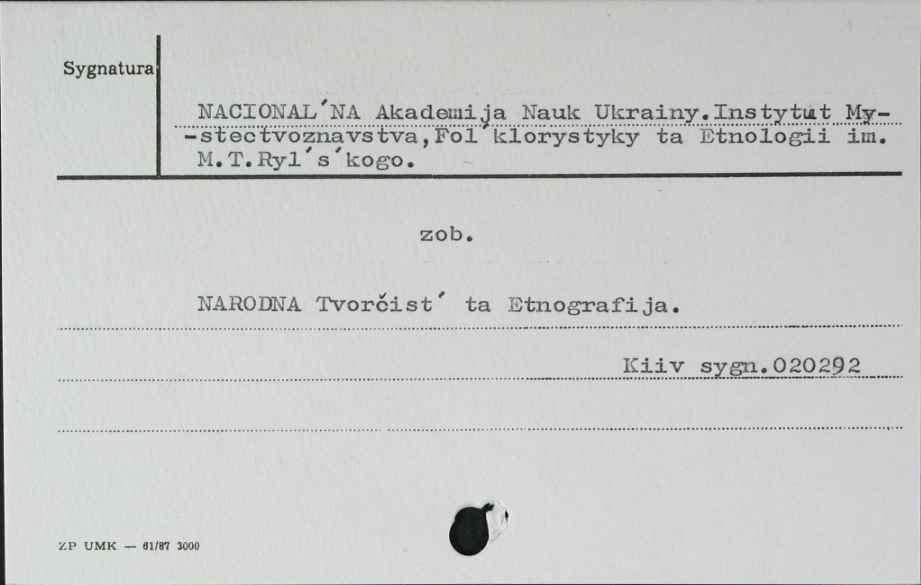 Sygnatura
NACIONAL´NA Akademija Nauk Ukrainy.Instytut My-
-stectvoznavstva,Fol´klorystyky ta Etnologii im.
M.T.Ryl´s´kogo.
zob.
NARODNA Tvorčist´ ta Etnografija.
Kiiv sygn.020292
ZP UMK — 61/87 3000